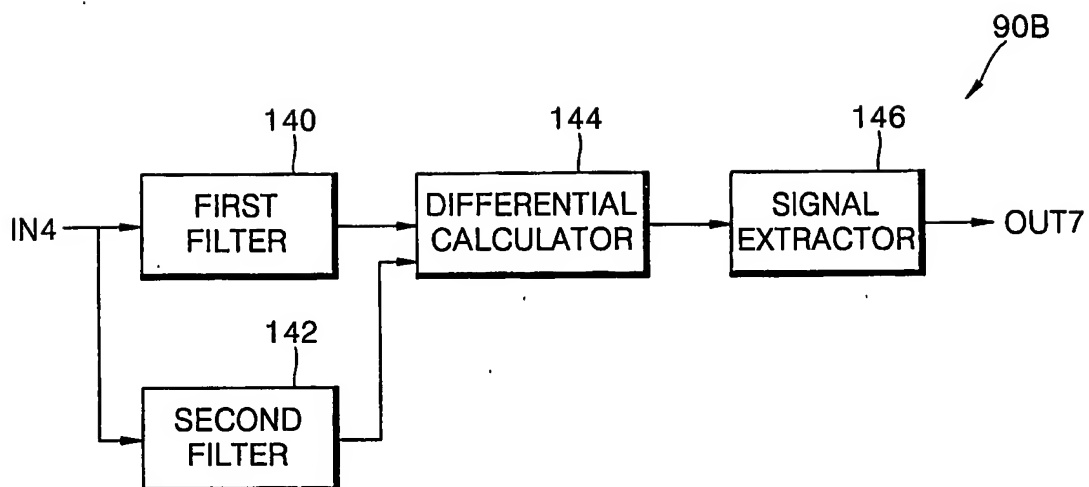 90B
140
144
146
IN4
FIRST
FILTER
DIFFERENTIAL
CALCULATOR
SIGNAL
EXTRACTOR
OUT7
142
SECOND
FILTER